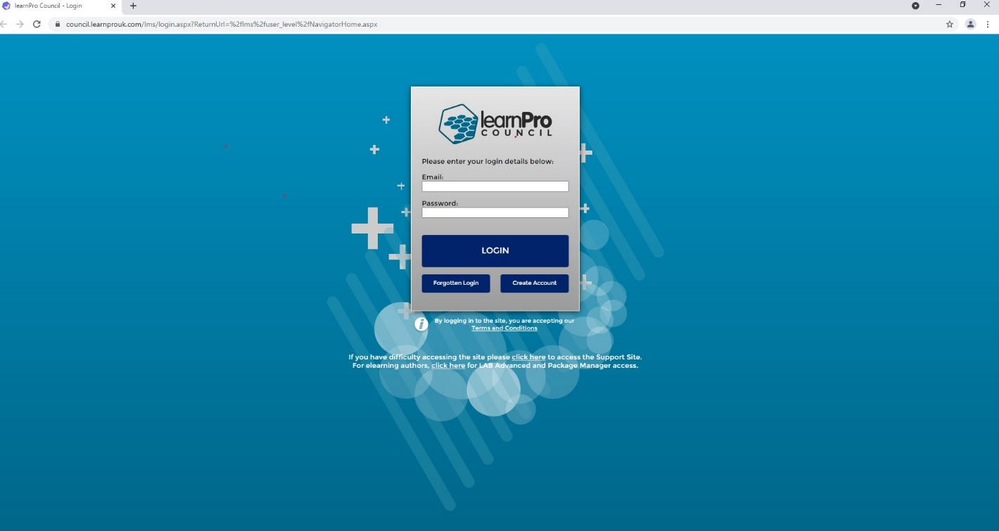 learnPro Council - Login
council.learnprouk.com/lms/login.aspx?ReturnUrl=%2flms%2fuser_level%2fNavigatorHome.aspx
learnPro
COUNCIL
Please enter your login details below:
Email:
Password:
LOGIN
Forgotten Login
Create Account
By logging in to the site, you are accepting our
Terms and Conditions
If you have difficulty accessing the site please click here to access the Support Site.
For elearning authors, click here for LAB Advanced and Package Manager access.